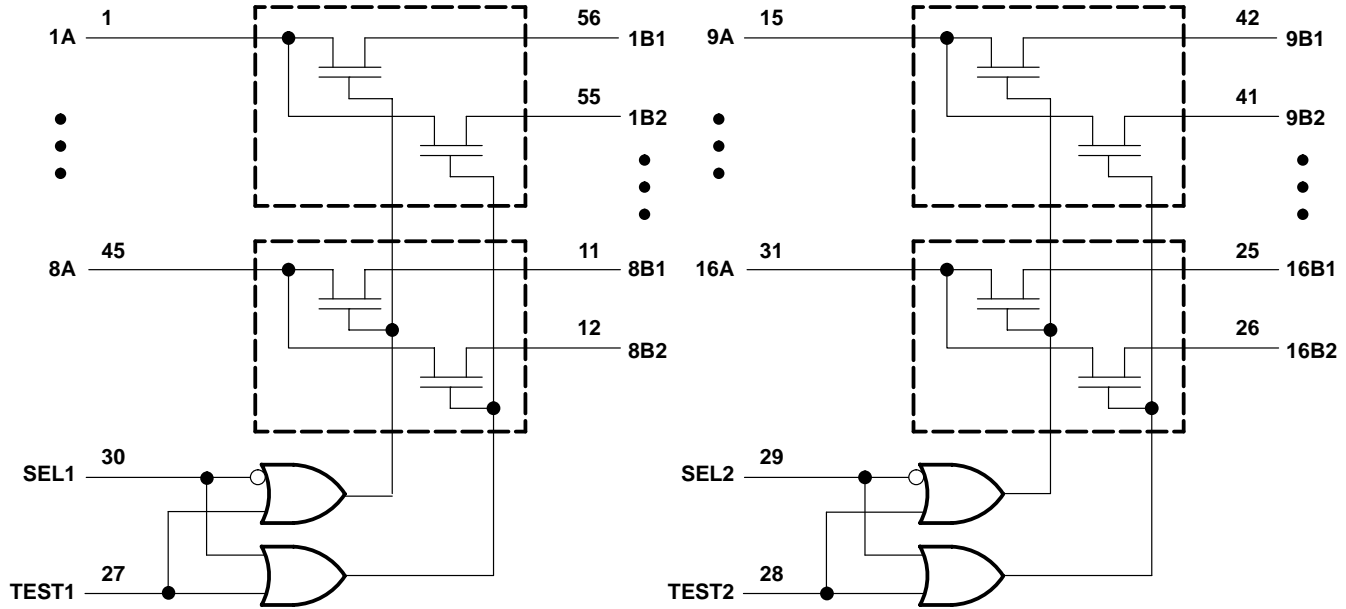 1 56 15 42
1A 1B1 9A 9B1
55 41
1B2 9B2
45 11 31 25
8A 8B1 16A 16B1
12 26
8B2 16B2
30 29
SEL1 SEL2
27 28
TEST1 TEST2